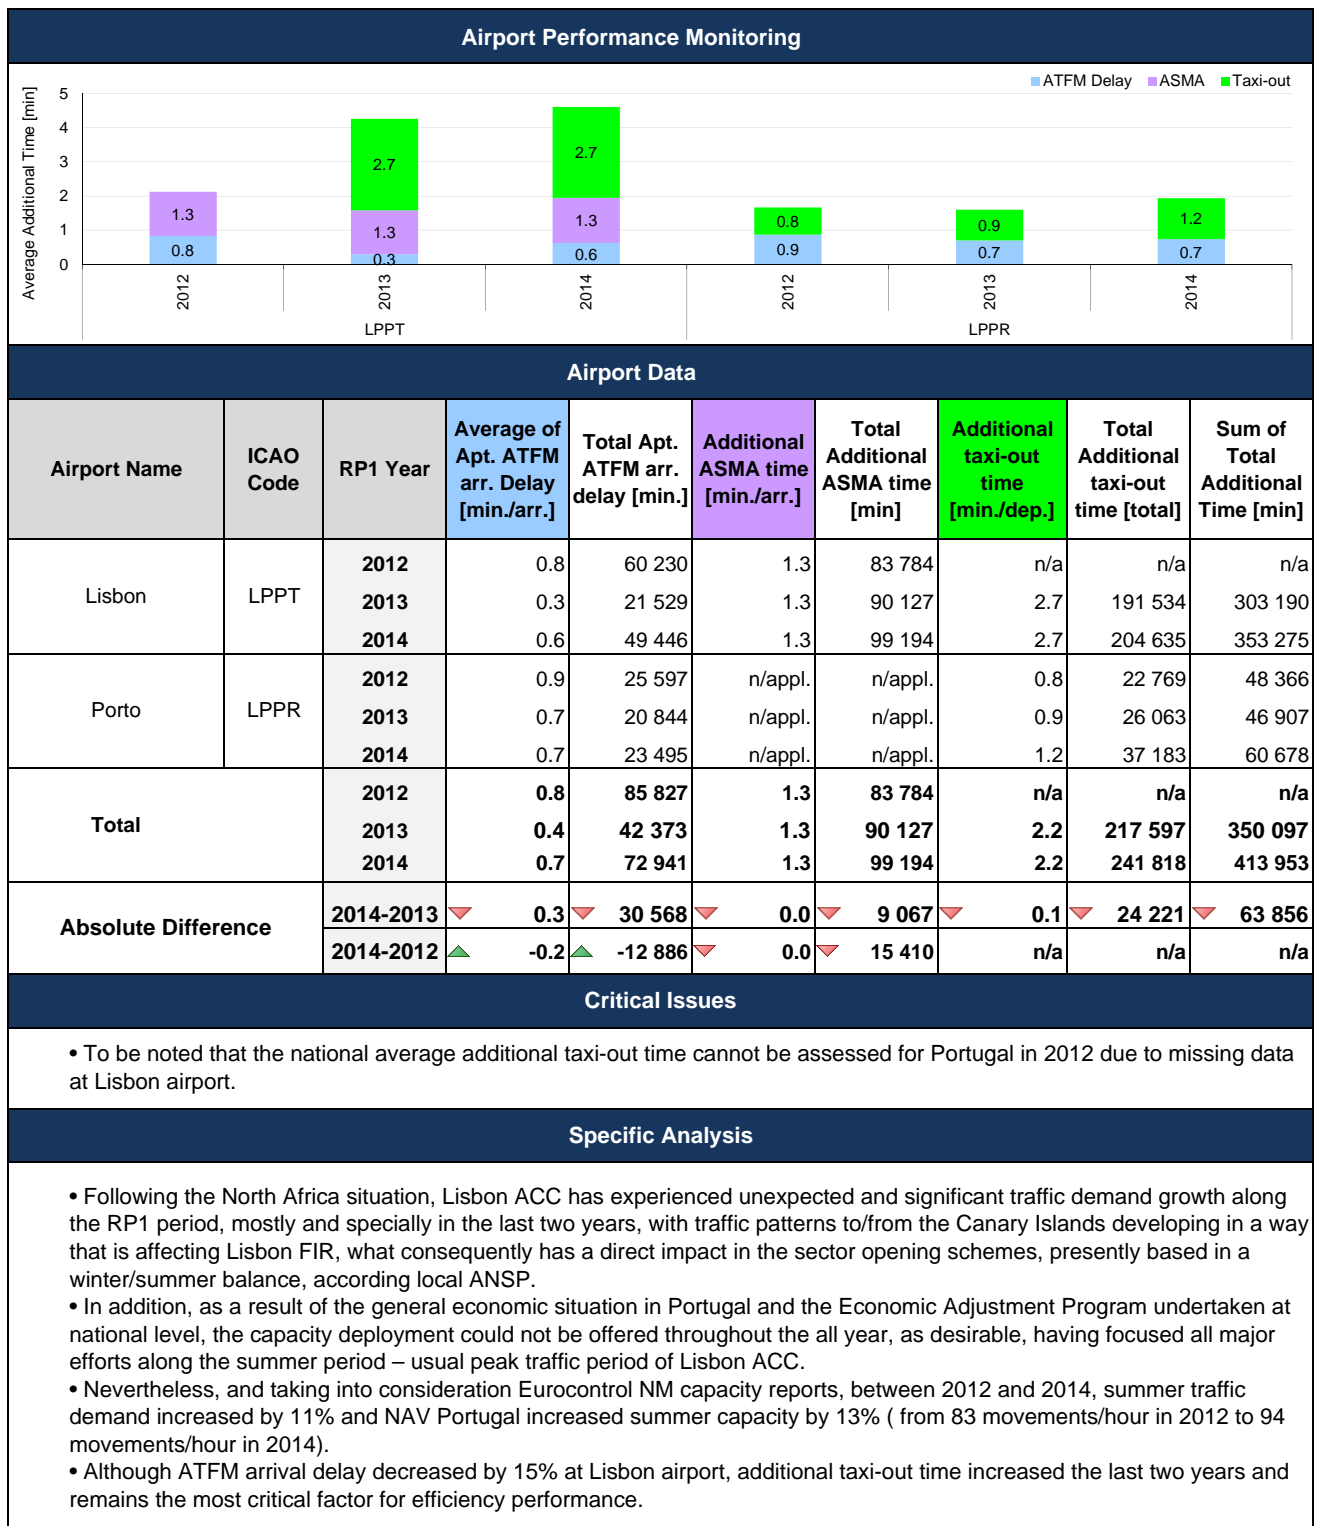 Airport Performance Monitoring
ATFM Delay ASMA Taxi-out
Average Additional Time [min]
5
4
3
2
1
0
1.3
0.8
2.7
1.3
0.3
2.7
1.3
0.6
0.8
0.9
0.9
0.7
1.2
0.7
2012 2013 2014 2012 2013 2014
LPPT LPPR
Airport Data
Airport Name
ICAO
Code
RP1 Year
Average of
Apt. ATFM
arr. Delay
[min./arr.]
Total Apt.
ATFM arr.
delay [min.]
Additional
ASMA time
[min./arr.]
Total
Additional
ASMA time
[min]
Additional
taxi-out
time
[min./dep.]
Total
Additional
taxi-out
time [total]
Sum of
Total
Additional
Time [min]
Lisbon LPPT
2012 0.8 60 230 1.3 83 784 n/a n/a n/a
2013 0.3 21 529 1.3 90 127 2.7 191 534 303 190
2014 0.6 49 446 1.3 99 194 2.7 204 635 353 275
Porto LPPR
2012 0.9 25 597 n/appl. n/appl. 0.8 22 769 48 366
2013 0.7 20 844 n/appl. n/appl. 0.9 26 063 46 907
2014 0.7 23 495 n/appl. n/appl. 1.2 37 183 60 678
Total
2012 0.8 85 827 1.3 83 784 n/a n/a n/a
2013 0.4 42 373 1.3 90 127 2.2 217 597 350 097
2014 0.7 72 941 1.3 99 194 2.2 241 818 413 953
Absolute Difference
2014-2013 0.3 30 568 0.0 9 067 0.1 24 221 63 856
2014-2012 -0.2 -12 886 0.0 15 410 n/a n/a n/a
Critical Issues
• To be noted that the national average additional taxi-out time cannot be assessed for Portugal in 2012 due to missing data
at Lisbon airport.
Specific Analysis
• Following the North Africa situation, Lisbon ACC has experienced unexpected and significant traffic demand growth along
the RP1 period, mostly and specially in the last two years, with traffic patterns to/from the Canary Islands developing in a way
that is affecting Lisbon FIR, what consequently has a direct impact in the sector opening schemes, presently based in a
winter/summer balance, according local ANSP.
• In addition, as a result of the general economic situation in Portugal and the Economic Adjustment Program undertaken at
national level, the capacity deployment could not be offered throughout the all year, as desirable, having focused all major
efforts along the summer period – usual peak traffic period of Lisbon ACC.
• Nevertheless, and taking into consideration Eurocontrol NM capacity reports, between 2012 and 2014, summer traffic
demand increased by 11% and NAV Portugal increased summer capacity by 13% ( from 83 movements/hour in 2012 to 94
movements/hour in 2014).
• Although ATFM arrival delay decreased by 15% at Lisbon airport, additional taxi-out time increased the last two years and
remains the most critical factor for efficiency performance.